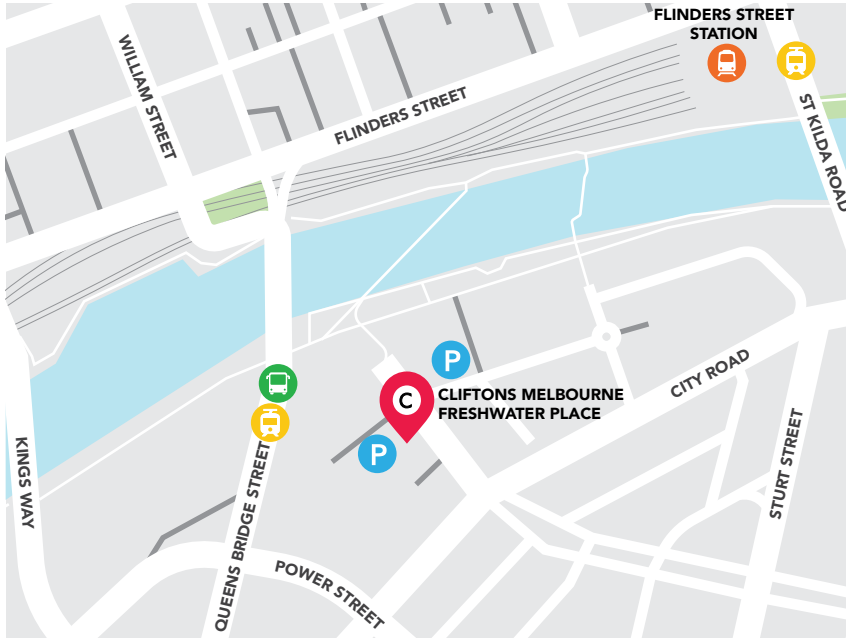 FLINDERS STREET
STATION
WILLIAM STREET
FLINDERS STREET
ST KILDA ROAD
P
C
CLIFTONS MELBOURNE
FRESHWATER PLACE
CITY ROAD
P
KINGS WAY
QUEENS BRIDGE STREET
STURT STREET
POWER STREET